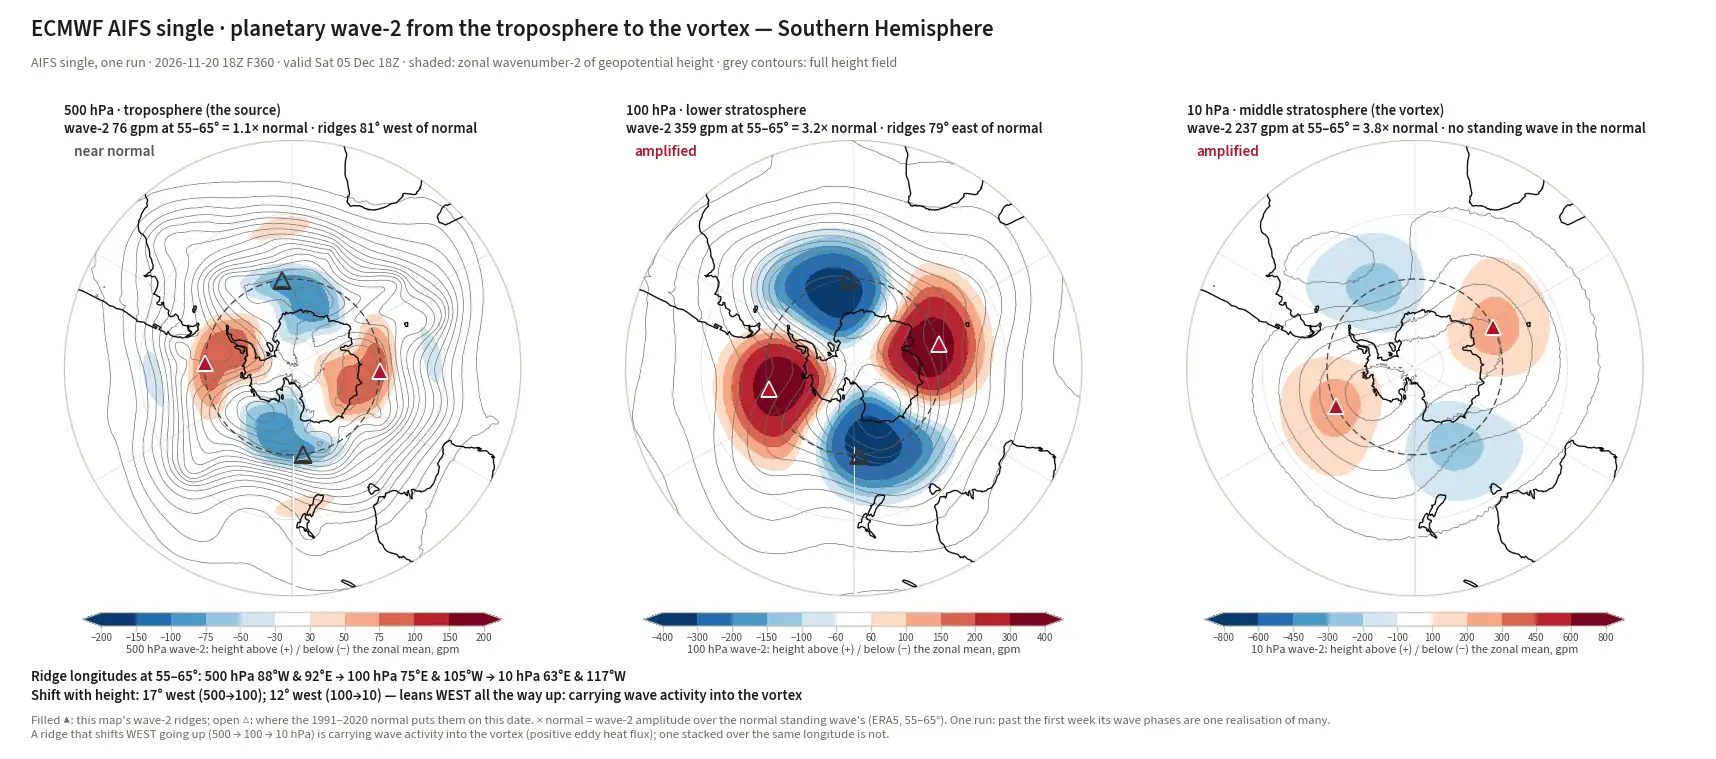 ECMWF AIFS single · planetary wave-2 from the troposphere to the vortex — Southern Hemisphere
AIFS single, one run · 2026-11-20 18Z F360 · valid Sat 05 Dec 18Z · shaded: zonal wavenumber-2 of geopotential height · grey contours: full height field
500 hPa · troposphere (the source)
wave-2 76 gpm at 55–65° = 1.1× normal · ridges 81° west of normal
near normal
100 hPa · lower stratosphere
wave-2 359 gpm at 55–65° = 3.2× normal · ridges 79° east of normal
amplified
10 hPa · middle stratosphere (the vortex)
wave-2 237 gpm at 55–65° = 3.8× normal · no standing wave in the normal
amplified
−200 −150 −100 −75 −50 −30 30 50 75 100 150 200
500 hPa wave-2: height above (+) / below (−) the zonal mean, gpm
−400 −300 −200 −150 −100 −60 60 100 150 200 300 400
100 hPa wave-2: height above (+) / below (−) the zonal mean, gpm
−800 −600 −450 −300 −200 −100 100 200 300 450 600 800
10 hPa wave-2: height above (+) / below (−) the zonal mean, gpm
Ridge longitudes at 55–65°: 500 hPa 88°W & 92°E → 100 hPa 75°E & 105°W → 10 hPa 63°E & 117°W
Shift with height: 17° west (500→100); 12° west (100→10) — leans WEST all the way up: carrying wave activity into the vortex
Filled ▲: this map's wave-2 ridges; open △: where the 1991–2020 normal puts them on this date. × normal = wave-2 amplitude over the normal standing wave's (ERA5, 55–65°). One run: past the first week its wave phases are one realisation of many.
A ridge that shifts WEST going up (500 → 100 → 10 hPa) is carrying wave activity into the vortex (positive eddy heat flux); one stacked over the same longitude is not.